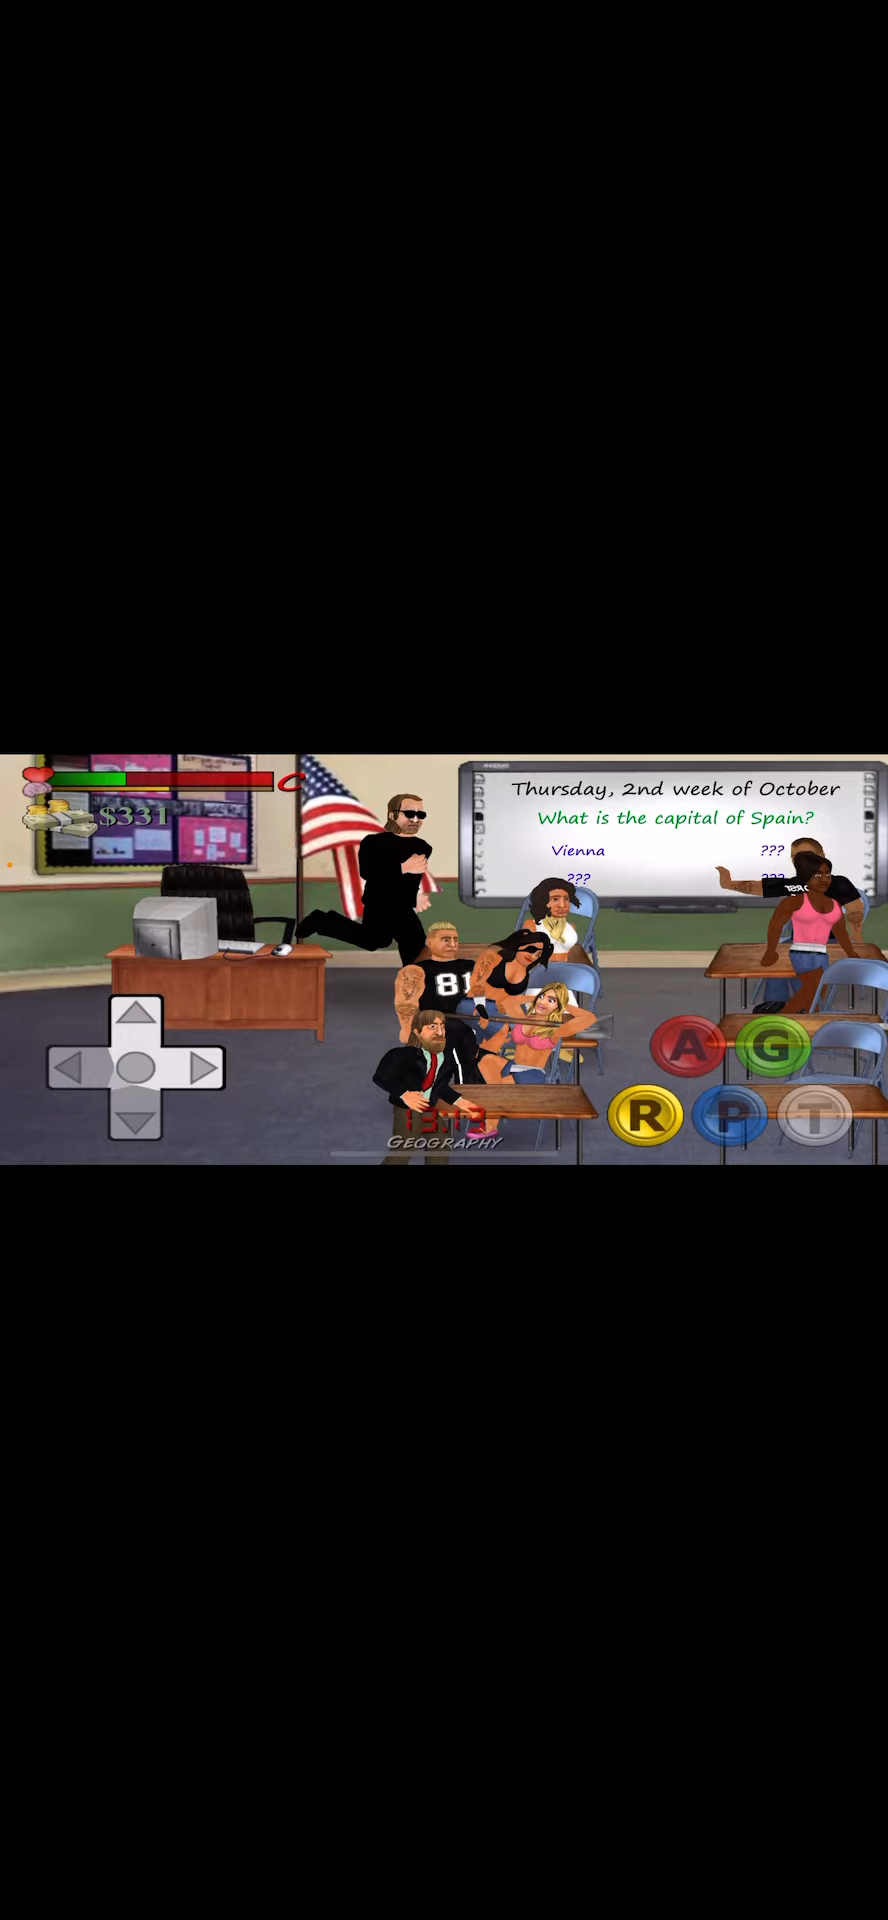 C
$331
Thursday, 2nd week of October
What is the capital of Spain?
Vienna ???
??? ???
81
A G
R P T
GEOGRAPHY